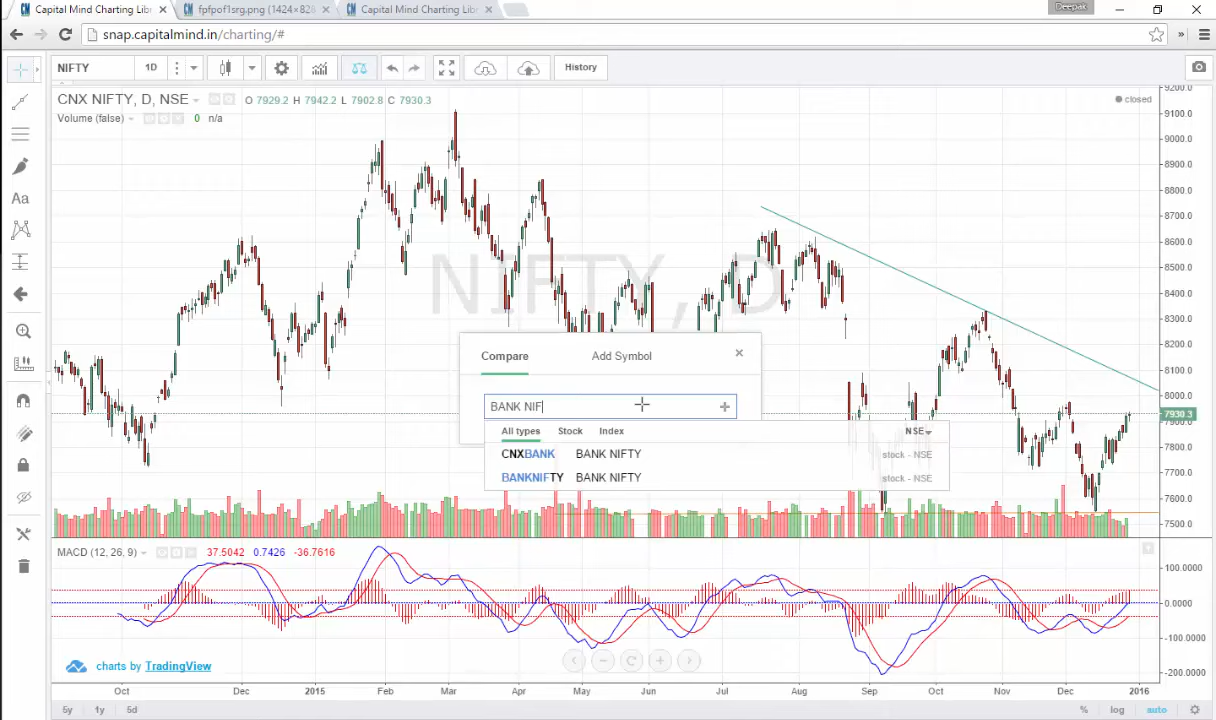 Capital Mind Charting Libr
fpfpof1srg.png (1424×828
Capital Mind Charting Libr
Deepak
snap.capitalmind.in/charting/#
NIFTY 1D History
CNX NIFTY, D, NSE O 7929.2 H 7942.2 L 7902.8 C 7930.3
closed
Volume (false) 0 n/a
Aa
NIFTY, D
9200.0
9100.0
9000.0
8900.0
8800.0
8700.0
8600.0
8500.0
8400.0
8300.0
8200.0
8100.0
8000.0
7930.3
7900.0
7800.0
7700.0
7600.0
7500.0
Compare Add Symbol ×
BANK NIF
All types Stock Index NSE
CNXBANK BANK NIFTY stock - NSE
BANKNIFTY BANK NIFTY stock - NSE
MACD (12, 26, 9) 37.5042 0.7426 -36.7616
100.0000
0.0000
-100.0000
-200.0000
charts by TradingView
Oct Dec 2015 Feb Mar Apr May Jun Jul Aug Sep Oct Nov Dec 2016
5y 1y 5d % log auto